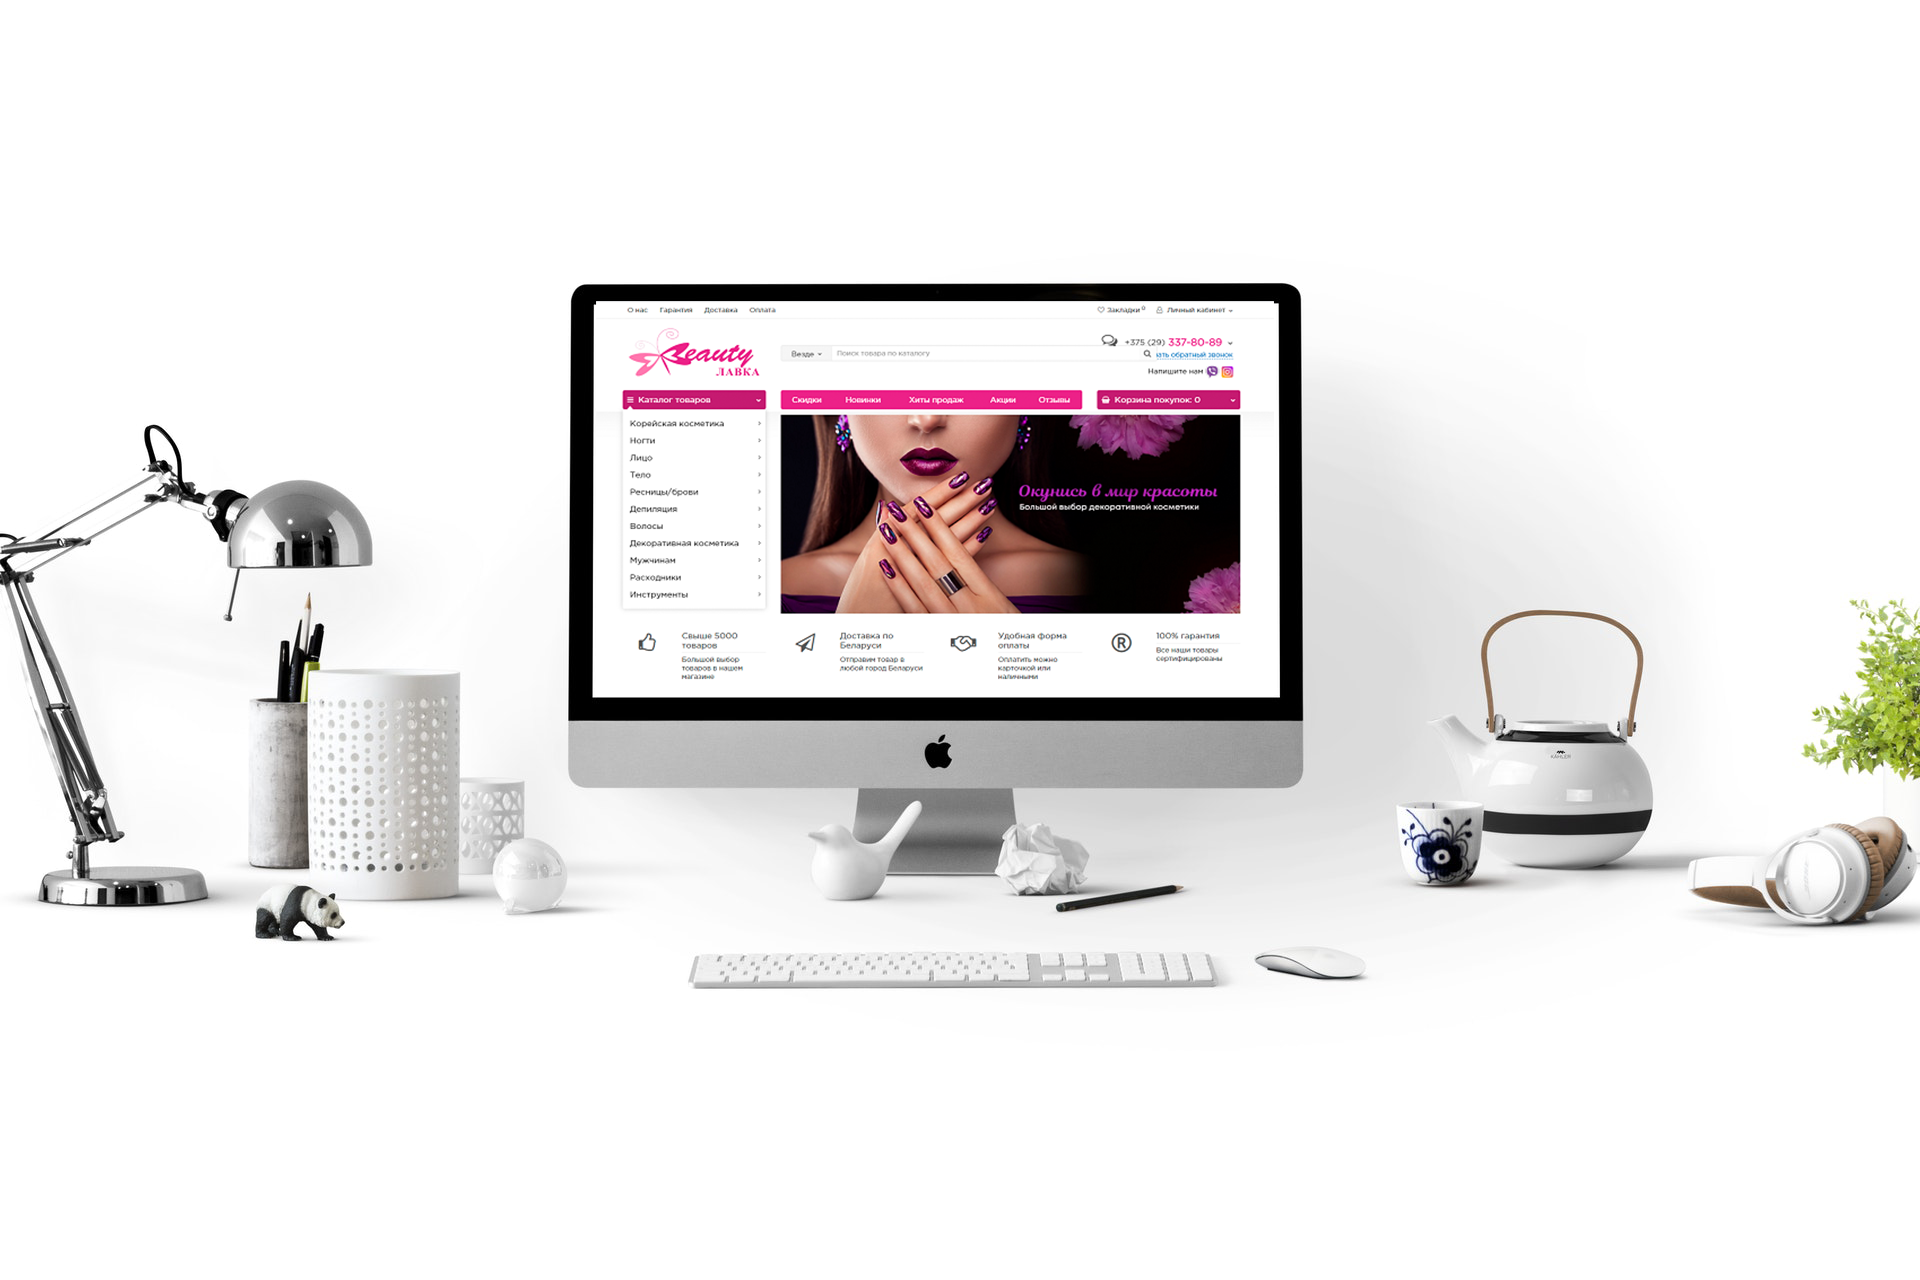 О нас Гарантия Доставка Оплата
Закладки 0 Личный кабинет
Beauty
ЛАВКА
Везде
Поиск товара по каталогу
+375 (29) 337-80-89
ать обратный звонок
Напишите нам
Каталог товаров
Скидки Новинки Хиты продаж Акции Отзывы
Корзина покупок: 0
Корейская косметика
Ногти
Лицо
Тело
Ресницы/брови
Депиляция
Волосы
Декоративная косметика
Мужчинам
Расходники
Инструменты
Окунись в мир красоты
Большой выбор декоративной косметики
Свыше 5000
товаров
Большой выбор
товаров в нашем
магазине
Доставка по
Беларуси
Отправим товар в
любой город Беларуси
Удобная форма
оплаты
Оплатить можно
карточкой или
наличными
®
100% гарантия
Все наши товары
сертифицированы
KÄHLER